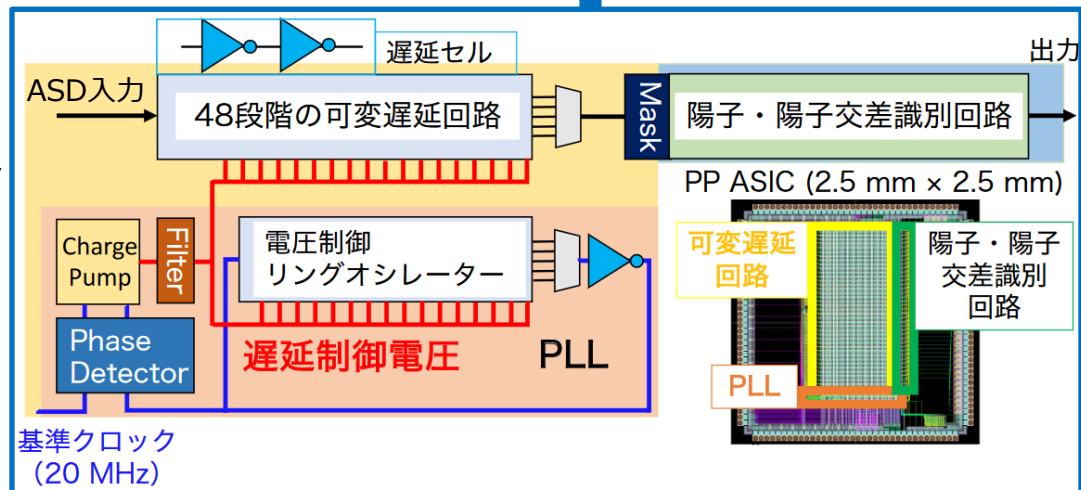 遅延セル
出力
ASD入力
48段階の可変遅延回路
Mask
陽子・陽子交差識別回路
PP ASIC (2.5 mm × 2.5 mm)
Charge
Pump
Filter
電圧制御
リングオシレーター
可変遅延
回路
陽子・陽子
交差識別
回路
Phase
Detector
遅延制御電圧
PLL
PLL
基準クロック
(20 MHz)